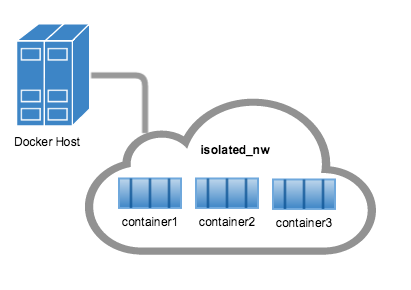 Docker Host
isolated_nw
container1
container2
container3